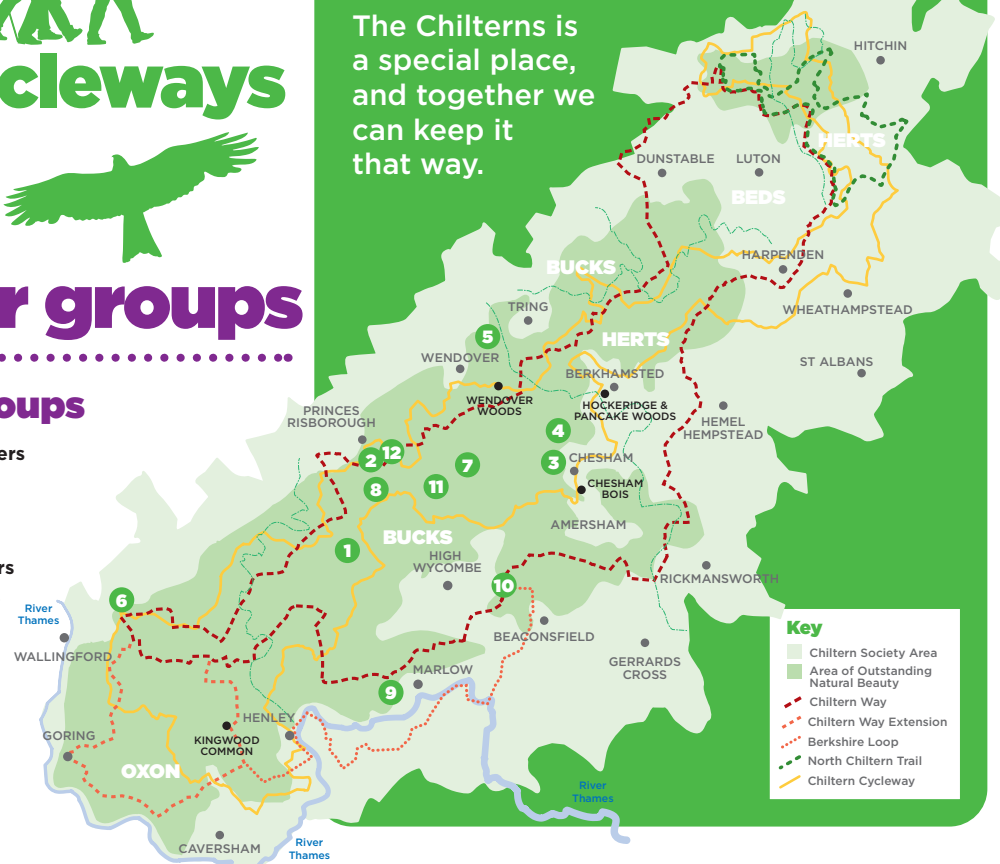 The Chilterns is
a special place,
and together we
can keep it
that way.
cleways
r groups
oups
ers
rs
HITCHIN
HERTS
DUNSTABLE
LUTON
BEDS
HARPENDEN
BUCKS
WHEATHAMPSTEAD
TRING
HERTS
5
WENDOVER
ST ALBANS
BERKHAMSTED
WENDOVER
WOODS
HOCKERIDGE &
PANCAKE WOODS
PRINCES
RISBOROUGH
HEMEL
HEMPSTEAD
4
12
2
3
CHESHAM
7
8
11
CHESHAM
BOIS
AMERSHAM
BUCKS
1
HIGH
WYCOMBE
RICKMANSWORTH
10
6
River
Thames
BEACONSFIELD
WALLINGFORD
GERRARDS
CROSS
MARLOW
9
HENLEY
GORING
KINGWOOD
COMMON
OXON
River
Thames
CAVERSHAM
River
Thames
Key
Chiltern Society Area
Area of Outstanding
Natural Beauty
Chiltern Way
Chiltern Way Extension
Berkshire Loop
North Chiltern Trail
Chiltern Cycleway